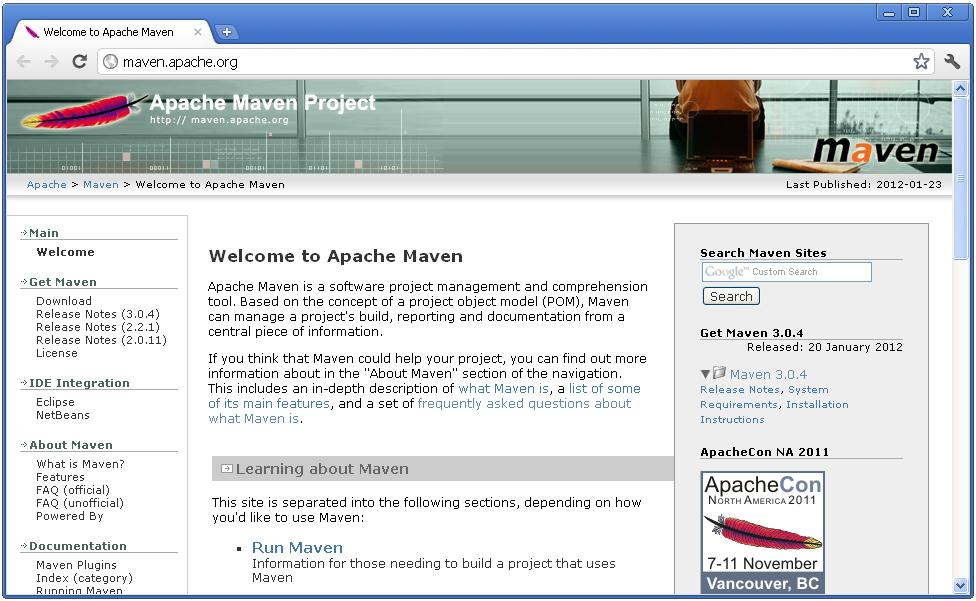 Welcome to Apache Maven
maven.apache.org
Apache Maven Project
http:// maven.apache.org
maven
Apache > Maven > Welcome to Apache Maven
Last Published: 2012-01-23
Main
Welcome
Get Maven
Download
Release Notes (3.0.4)
Release Notes (2.2.1)
Release Notes (2.0.11)
License
IDE Integration
Eclipse
NetBeans
About Maven
What is Maven?
Features
FAQ (official)
FAQ (unofficial)
Powered By
Documentation
Maven Plugins
Index (category)
Running Maven
Welcome to Apache Maven
Apache Maven is a software project management and comprehension
tool. Based on the concept of a project object model (POM), Maven
can manage a project's build, reporting and documentation from a
central piece of information.
If you think that Maven could help your project, you can find out more
information about in the "About Maven" section of the navigation.
This includes an in-depth description of what Maven is, a list of some
of its main features, and a set of frequently asked questions about
what Maven is.
Learning about Maven
This site is separated into the following sections, depending on how
you'd like to use Maven:
Run Maven
Information for those needing to build a project that uses
Maven
Search Maven Sites
Google™ Custom Search
Search
Get Maven 3.0.4
Released: 20 January 2012
Maven 3.0.4
Release Notes, System
Requirements, Installation
Instructions
ApacheCon NA 2011
ApacheCon
North America 2011
7-11 November
Vancouver, BC